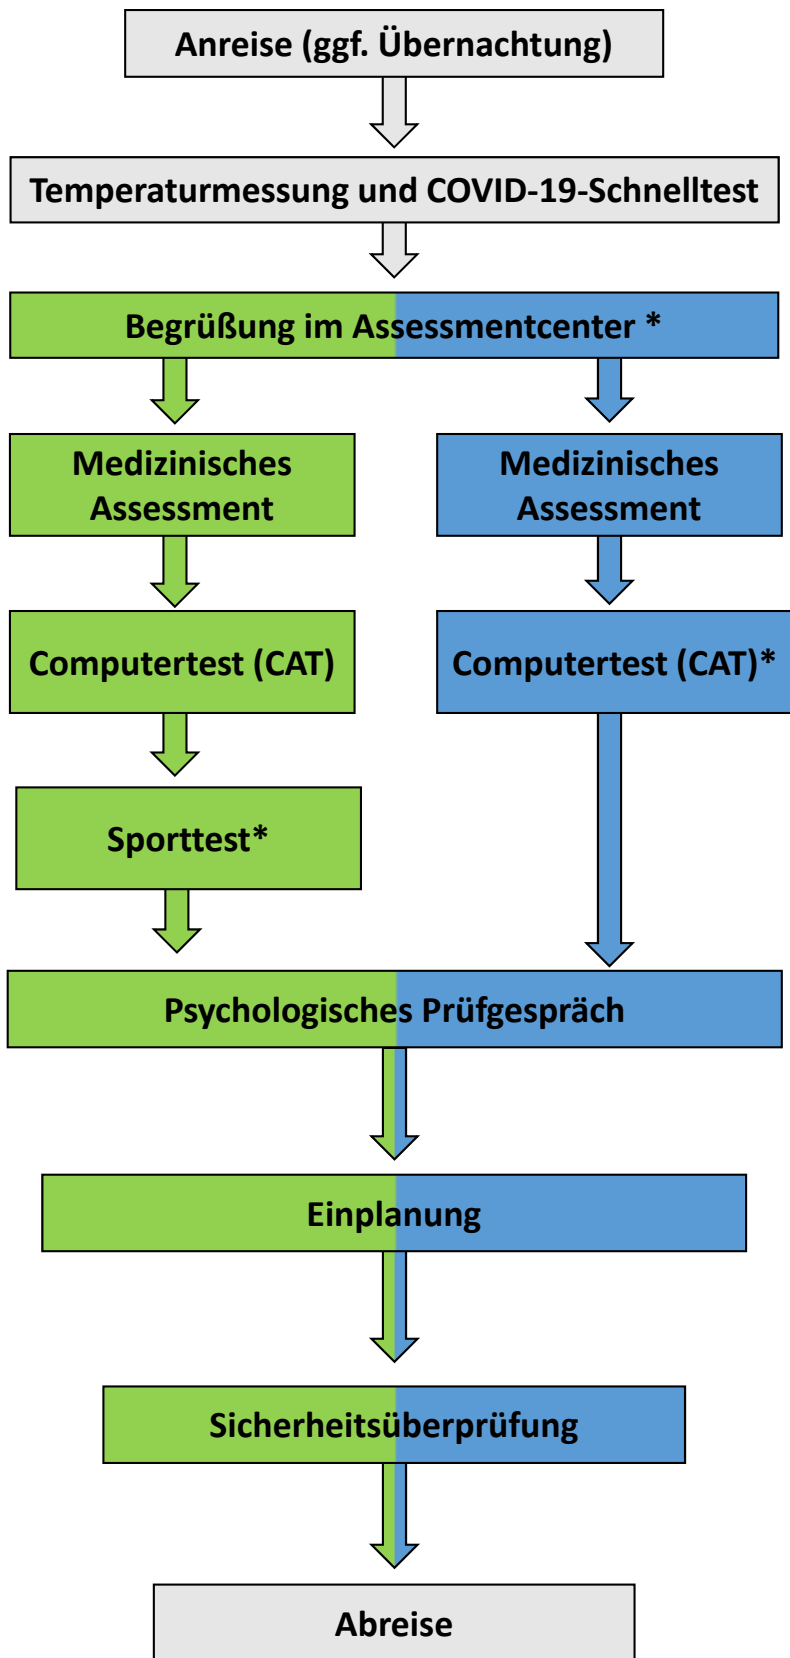 Anreise (ggf. Übernachtung)
Temperaturmessung und COVID-19-Schnelltest
Begrüßung im Assessmentcenter *
Medizinisches
Assessment
Medizinisches
Assessment
Computertest (CAT)
Computertest (CAT)*
Sporttest*
Psychologisches Prüfgespräch
Einplanung
Sicherheitsüberprüfung
Abreise